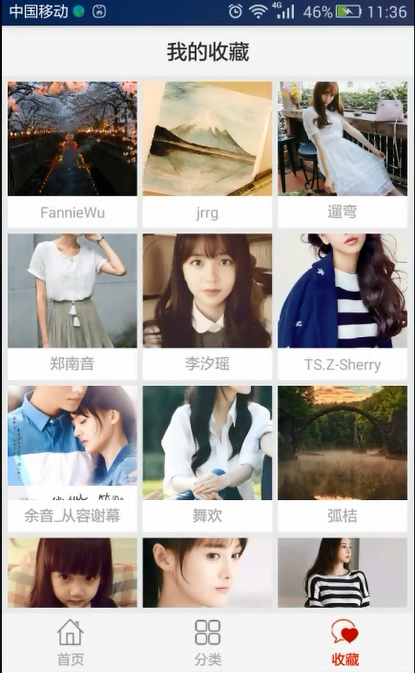 中国移动 4G 46% 11:36
我的收藏
FannieWu jrrg 遛弯
郑南音 李汐瑶 TS.Z-Sherry
余音_从容谢幕 舞欢 弧桔
首页 分类 收藏